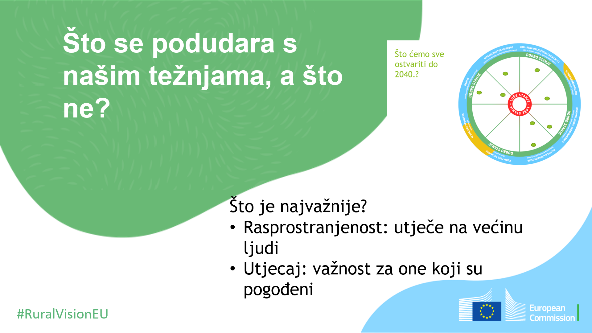 Što se podudara s
našim težnjama, a što
ne?
Što ćemo sve
ostvariti do
2040.?
Što je najvažnije?
• Rasprostranjenost: utječe na većinu
ljudi
• Utjecaj: važnost za one koji su
pogođeni
#RuralVisionEU
European
Commission